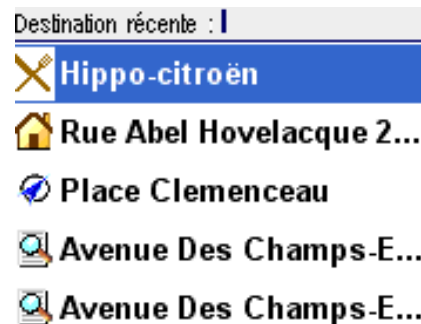 Destination récente :
Hippo-citroën
Rue Abel Hovelacque 2...
Place Clemenceau
Avenue Des Champs-E...
Avenue Des Champs-E...